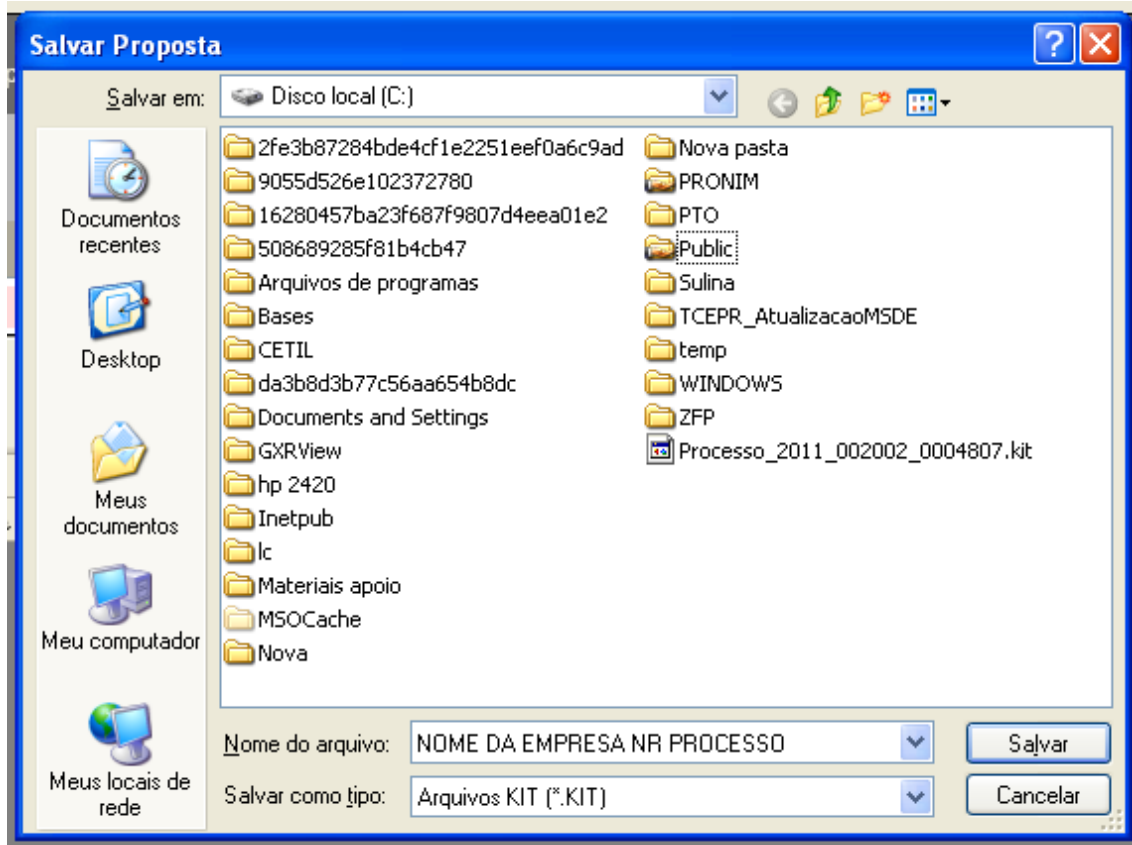 Salvar Proposta
Salvar em:
Disco local (C:)
Documentos
recentes
Desktop
Meus
documentos
Meu computador
Meus locais de
rede
2fe3b87284bde4cf1e2251eef0a6c9ad
9055d526e102372780
16280457ba23f687f9807d4eea01e2
508689285f81b4cb47
Arquivos de programas
Bases
CETIL
da3b8d3b77c56aa654b8dc
Documents and Settings
GXRView
hp 2420
Inetpub
lc
Materiais apoio
MSOCache
Nova
Nova pasta
PRONIM
PTO
Public
Sulina
TCEPR_AtualizacaoMSDE
temp
WINDOWS
ZFP
Processo_2011_002002_0004807.kit
Nome do arquivo:
NOME DA EMPRESA NR PROCESSO
Salvar
Salvar como tipo:
Arquivos KIT (*.KIT)
Cancelar